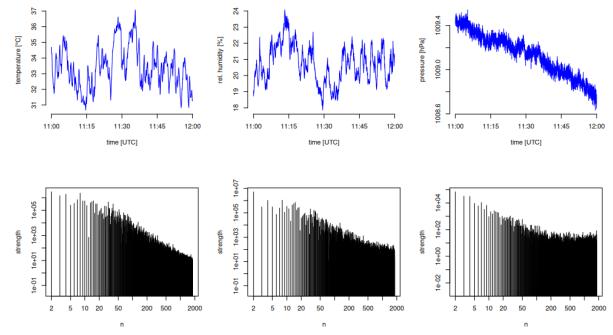 temperature [°C]
31 32 33 34 35 36 37
11:00 11:15 11:30 11:45 12:00
time [UTC]
rel. humidity [%]
18 19 20 21 22 23 24
11:00 11:15 11:30 11:45 12:00
time [UTC]
pressure [hPa]
1008.6 1009.0 1009.4
11:00 11:15 11:30 11:45 12:00
time [UTC]
strength
1e-01 1e+01 1e+03 1e+05
2 5 10 20 50 200 500 2000
n
strength
1e-01 1e+01 1e+03 1e+05 1e+07
2 5 10 20 50 200 500 2000
n
strength
1e-02 1e+00 1e+02 1e+04
2 5 10 20 50 200 500 2000
n